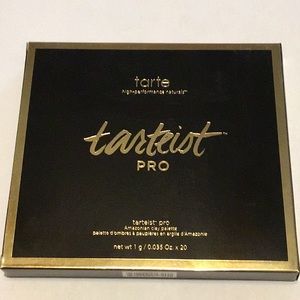 tarte
high-performance naturals™
tarteist™
PRO
tarteist™ pro
Amazonian clay palette
palette d'ombres à paupières en argile d'Amazonie
net wt 1 g / 0.035 Oz. x 20